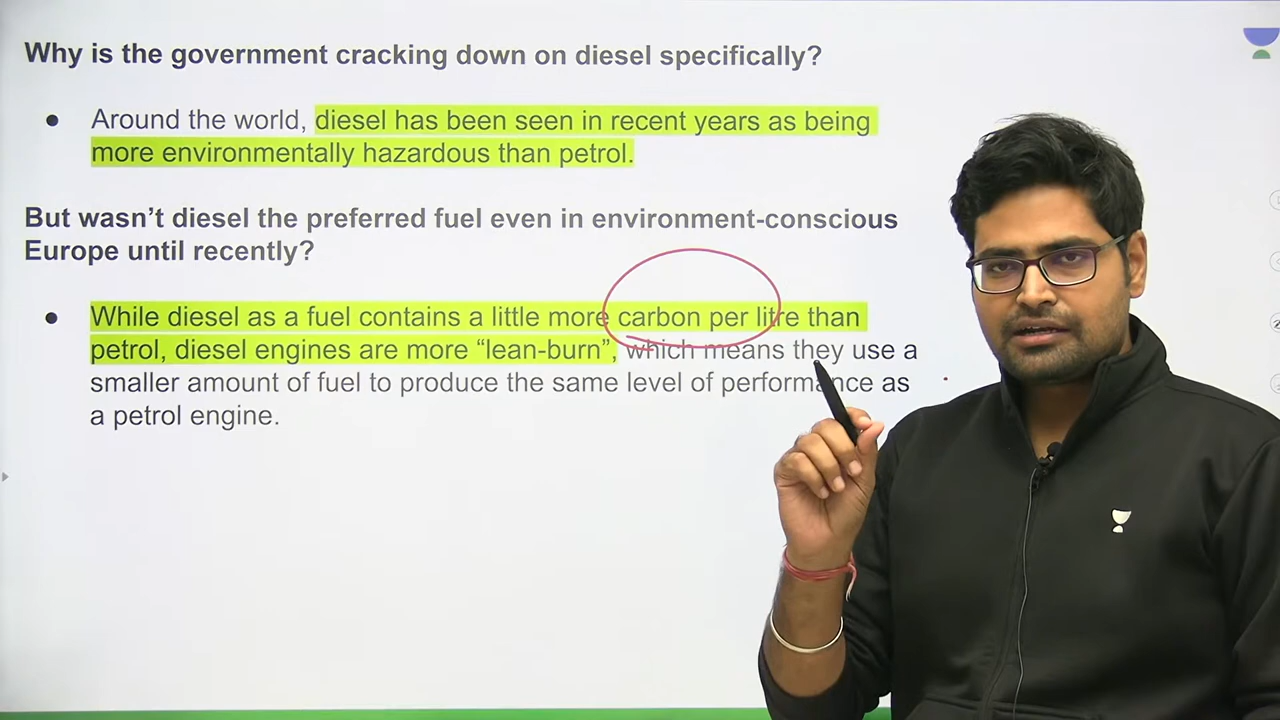 Why is the government cracking down on diesel specifically?
● Around the world, diesel has been seen in recent years as being
more environmentally hazardous than petrol.
But wasn’t diesel the preferred fuel even in environment-conscious
Europe until recently?
● While diesel as a fuel contains a little more carbon per litre than
petrol, diesel engines are more “lean-burn”, which means they use a
smaller amount of fuel to produce the same level of performance as
a petrol engine.